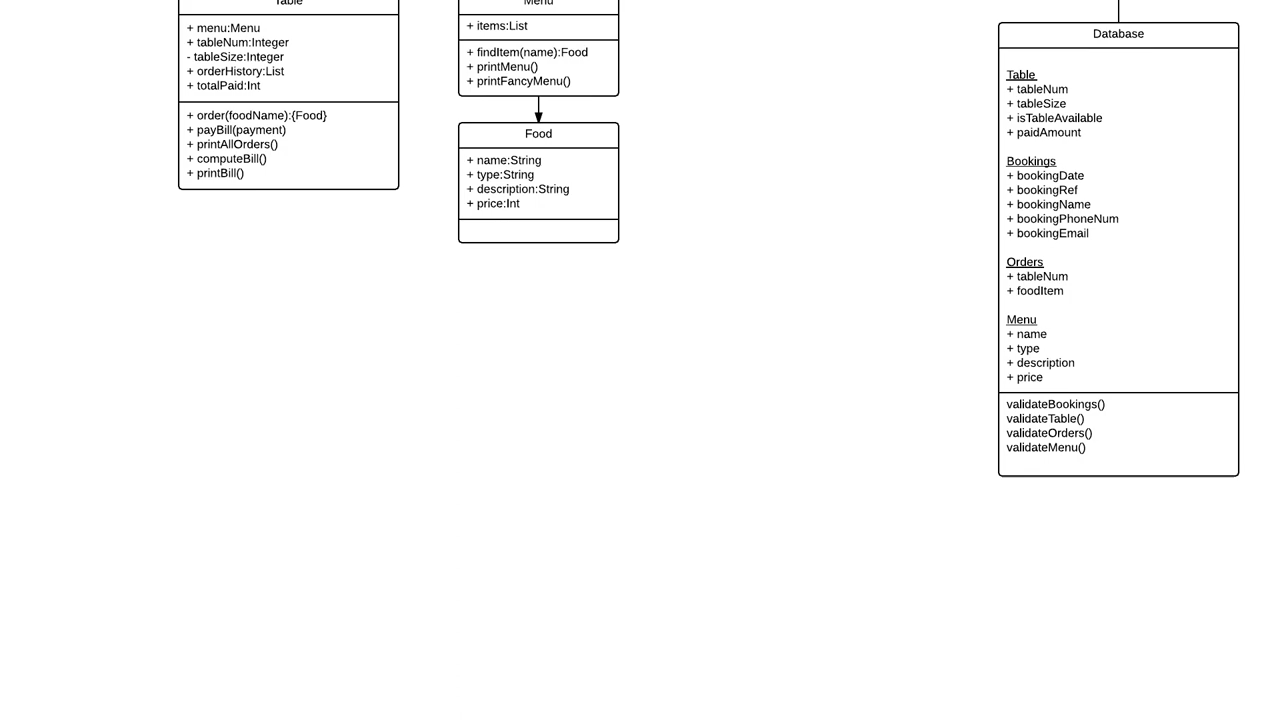 Table
+ menu:Menu
+ tableNum:Integer
- tableSize:Integer
+ orderHistory:List
+ totalPaid:Int
+ order(foodName):{Food}
+ payBill(payment)
+ printAllOrders()
+ computeBill()
+ printBill()
Menu
+ items:List
+ findItem(name):Food
+ printMenu()
+ printFancyMenu()
Food
+ name:String
+ type:String
+ description:String
+ price:Int
Database
Table
+ tableNum
+ tableSize
+ isTableAvailable
+ paidAmount
Bookings
+ bookingDate
+ bookingRef
+ bookingName
+ bookingPhoneNum
+ bookingEmail
Orders
+ tableNum
+ foodItem
Menu
+ name
+ type
+ description
+ price
validateBookings()
validateTable()
validateOrders()
validateMenu()